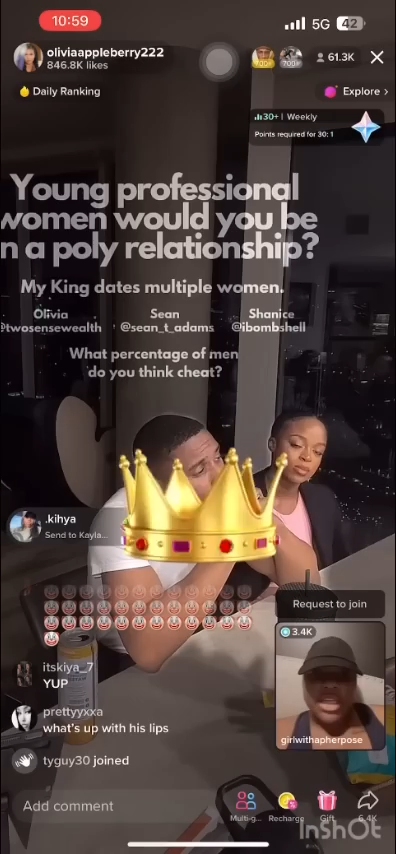 10:59
5G 42
oliviaappleberry222
846.8K likes
61.3K
Daily Ranking
Explore
30+ | Weekly
Points required for 30: 1
Young professional
women would you be
n a poly relationship?
My King dates multiple women.
Olivia
@twosensewealth
Sean
@sean_t_adams
Shanice
@ibombshell
What percentage of men
do you think cheat?
.kihya
Send to Kayla...
Request to join
3.4K
girlwithapherpose
itskiya_7
YUP
prettyyxxa
what's up with his lips
tyguy30 joined
Add comment
Multi-g...
Recharge
Gift
6.4K
InShOt